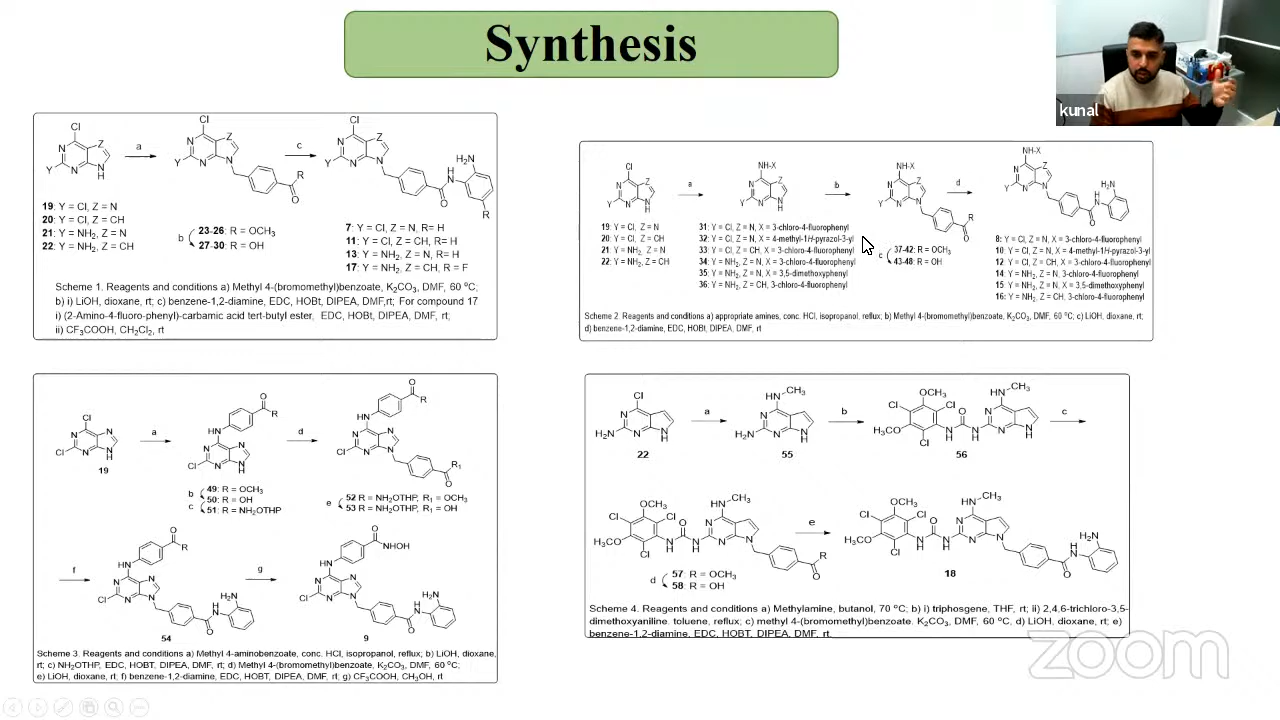 Synthesis
kunal
Cl
N
Z
Y
N
N
H
a
Cl
N
Z
Y
N
N
R
O
c
Cl
N
Z
Y
N
N
H2N
H
N
O
R
19: Y = Cl, Z = N
20: Y = Cl, Z = CH
21: Y = NH2, Z = N
22: Y = NH2, Z = CH
23-26: R = OCH3
b
27-30: R = OH
7: Y = Cl, Z = N, R= H
11: Y = Cl, Z = CH, R= H
13: Y = NH2, Z = N, R= H
17: Y = NH2, Z = CH, R = F
Scheme 1. Reagents and conditions a) Methyl 4-(bromomethyl)benzoate, K2CO3, DMF, 60 ºC;
b) i) LiOH, dioxane, rt; c) benzene-1,2-diamine, EDC, HOBt, DIPEA, DMF,rt; For compound 17
i) (2-Amino-4-fluoro-phenyl)-carbamic acid tert-butyl ester, EDC, HOBt, DIPEA, DMF, rt;
ii) CF3COOH, CH2Cl2, rt
Cl
a
NH-X
b
NH-X
d
NH-X
H2N
19: Y = Cl, Z = N
20: Y = Cl, Z = CH
21: Y = NH2, Z = N
22: Y = NH2, Z = CH
31: Y = Cl, Z = N, X = 3-chloro-4-fluorophenyl
32: Y = Cl, Z = N, X = 4-methyl-1H-pyrazol-3-yl
33: Y = Cl, Z = CH, X = 3-chloro-4-fluorophenyl
34: Y = NH2, Z = N, X = 3-chloro-4-fluorophenyl
35: Y = NH2, Z = N, X = 3,5-dimethoxyphenyl
36: Y = NH2, Z = CH, 3-chloro-4-fluorophenyl
37-42: R = OCH3
c
43-48: R = OH
8: Y = Cl, Z = N, X = 3-chloro-4-fluorophenyl
10: Y = Cl, Z = N, X = 4-methyl-1H-pyrazol-3-yl
12: Y = Cl, Z = CH, X = 3-chloro-4-fluorophenyl
14: Y = NH2, Z = N, 3-chloro-4-fluorophenyl
15: Y = NH2, Z = N, X = 3,5-dimethoxyphenyl
16: Y = NH2, Z = CH, 3-chloro-4-fluorophenyl
Scheme 2. Reagents and conditions a) appropriate amines, conc. HCl, isopropanol, reflux; b) Methyl 4-(bromomethyl)benzoate, K2CO3, DMF, 60 ºC; c) LiOH, dioxane, rt;
d) benzene-1,2-diamine, EDC, HOBt, DIPEA, DMF, rt
Cl
19
a
HN
O
R
b
49: R = OCH3
50: R = OH
c
51: R = NH2OTHP
d
HN
O
R
R1
e
52 R = NH2OTHP, R1 = OCH3
53 R = NH2OTHP, R1 = OH
f
54
g
NHOH
9
Scheme 3. Reagents and conditions a) Methyl 4-aminobenzoate, conc. HCl, isopropanol, reflux; b) LiOH, dioxane,
rt; c) NH2OTHP, EDC, HOBT, DIPEA, DMF, rt; d) Methyl 4-(bromomethyl)benzoate, K2CO3, DMF, 60 ºC;
e) LiOH, dioxane, rt; f) benzene-1,2-diamine, EDC, HOBT, DIPEA, DMF, rt, g) CF3COOH, CH3OH, rt
Cl
H2N
22
a
HN-CH3
H2N
55
b
OCH3
Cl
Cl
H3CO
Cl
HN-CH3
56
c
OCH3
Cl
Cl
H3CO
Cl
HN-CH3
R
O
57 R = OCH3
d
58: R = OH
e
OCH3
Cl
Cl
H3CO
Cl
HN-CH3
H2N
18
Scheme 4. Reagents and conditions a) Methylamine, butanol, 70 ºC; b) i) triphosgene, THF, rt; ii) 2,4,6-trichloro-3,5-
dimethoxyaniline. toluene, reflux; c) methyl 4-(bromomethyl)benzoate. K2CO3, DMF, 60 ºC, d) LiOH, dioxane, rt; e)
benzene-1,2-diamine, EDC, HOBT, DIPEA, DMF, rt.
zoom